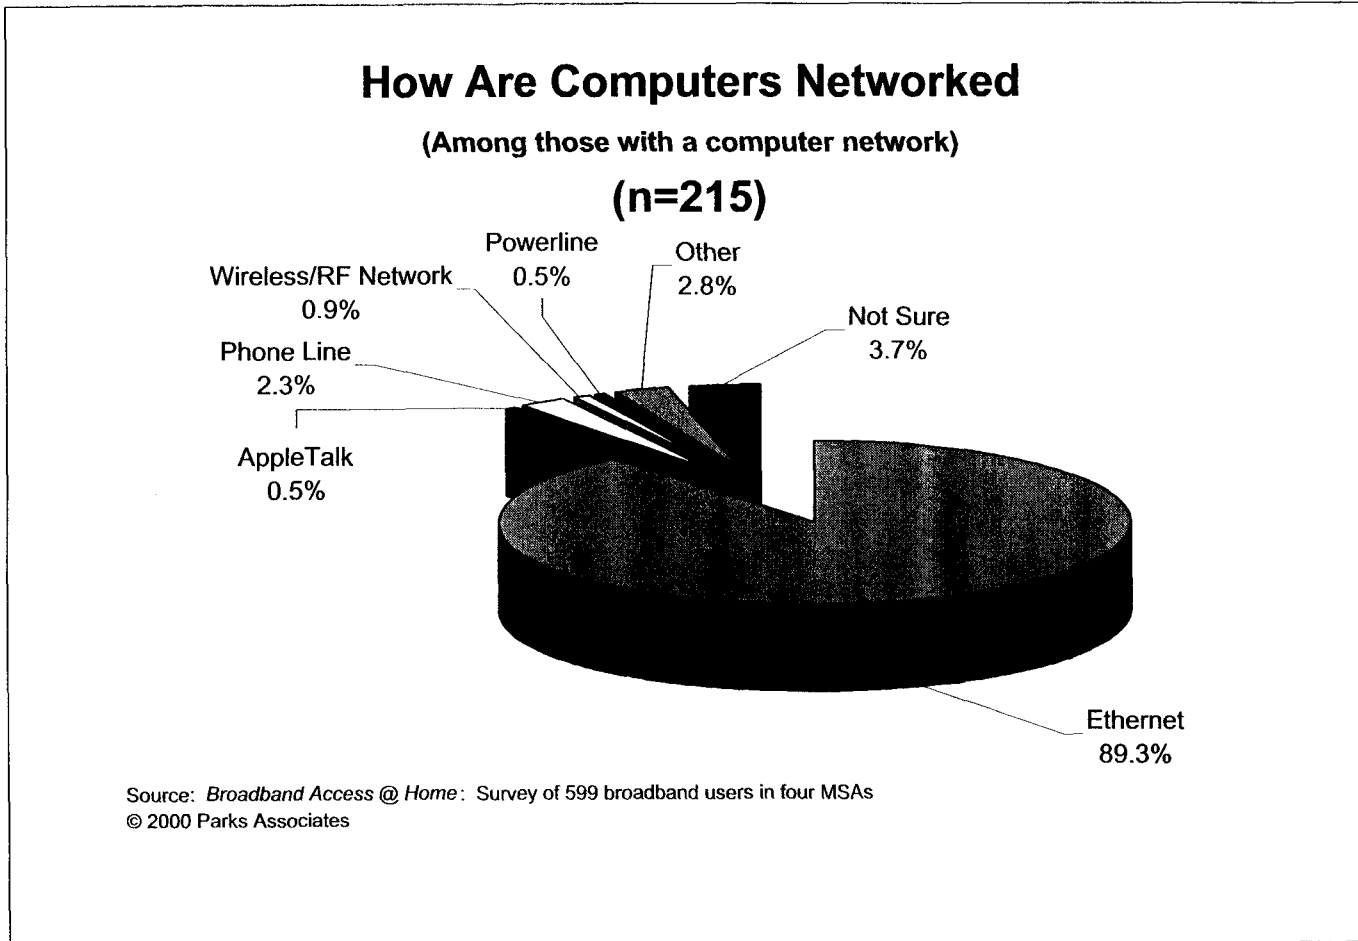 How Are Computers Networked
(Among those with a computer network)
(n=215)
Powerline
0.5%
Other
2.8%
Wireless/RF Network
0.9%
Not Sure
3.7%
Phone Line
2.3%
AppleTalk
0.5%
Ethernet
89.3%
Source: Broadband Access @ Home: Survey of 599 broadband users in four MSAs
© 2000 Parks Associates